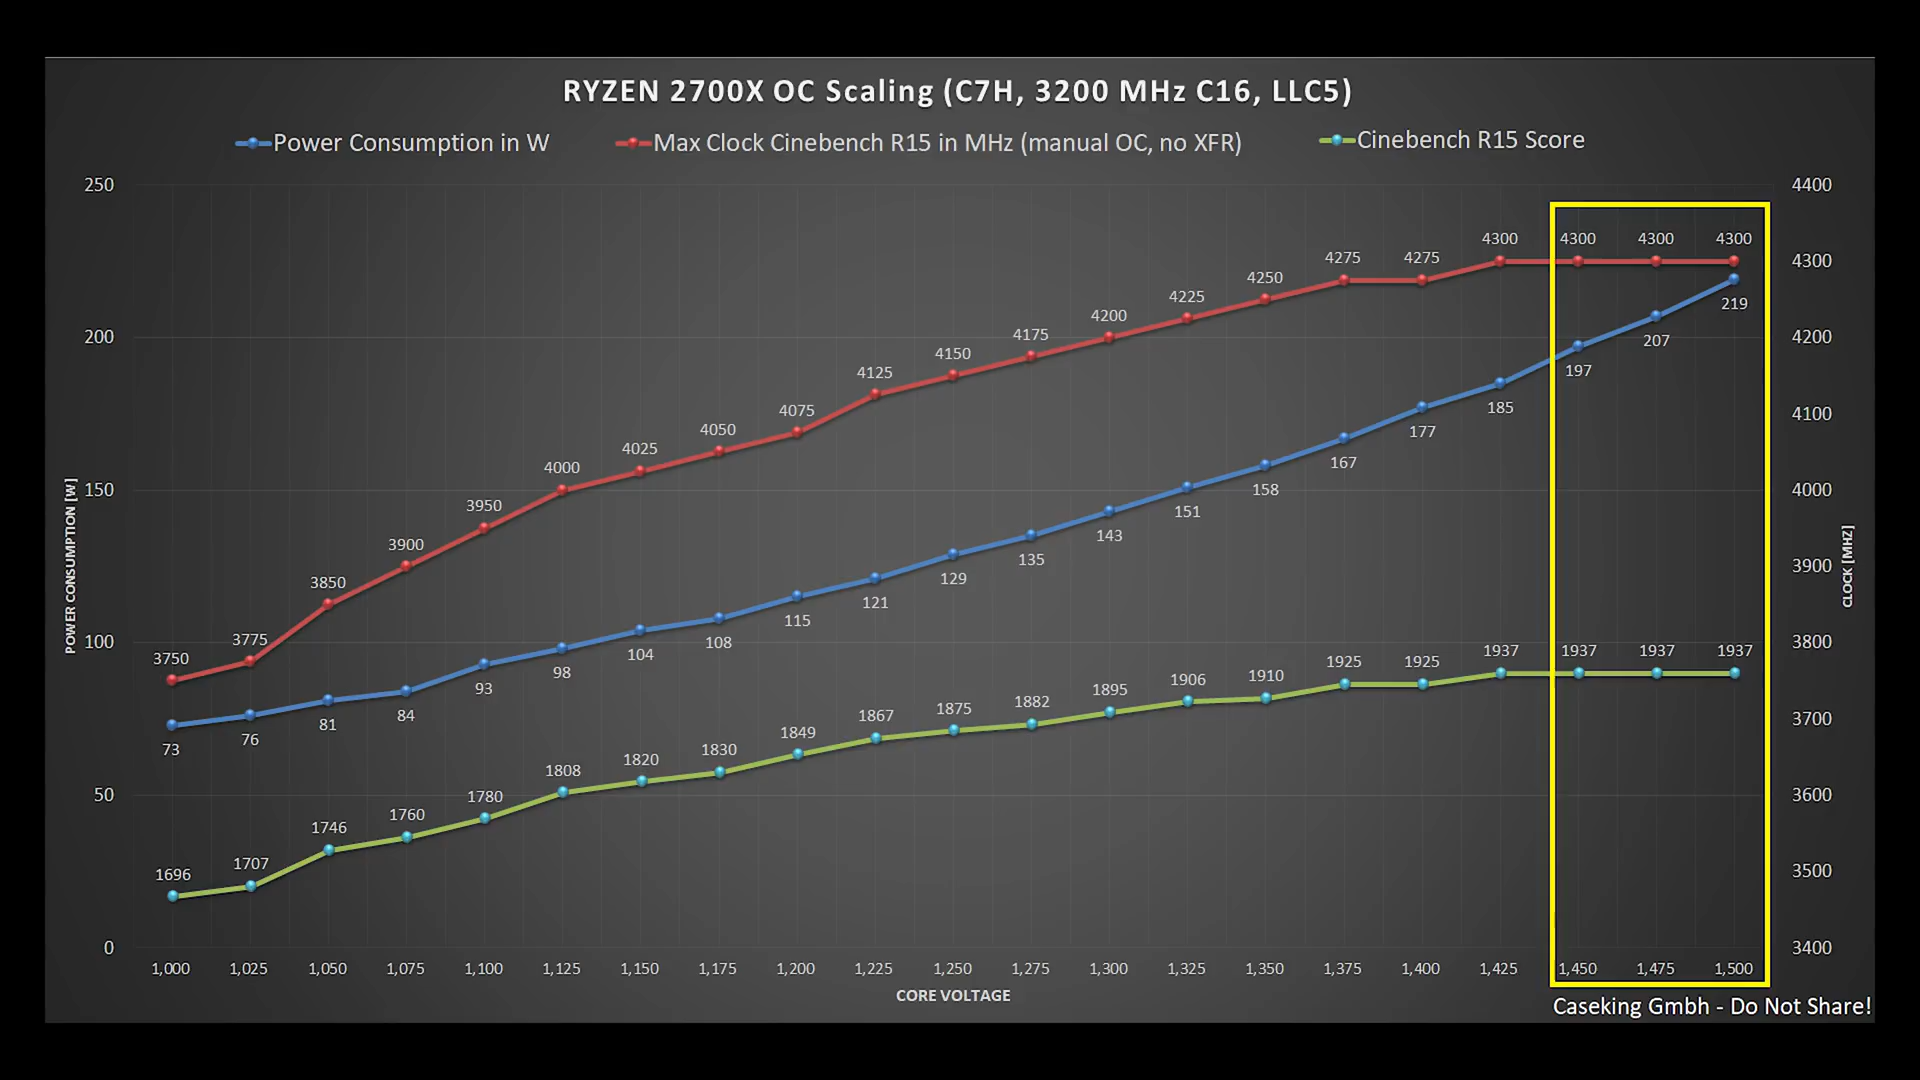 RYZEN 2700X OC Scaling (C7H, 3200 MHz C16, LLC5)
Power Consumption in W
Max Clock Cinebench R15 in MHz (manual OC, no XFR)
Cinebench R15 Score
250
200
150
100
50
0
POWER CONSUMPTION [W]
4400
4300
4200
4100
4000
3900
3800
3700
3600
3500
3400
CLOCK [MHZ]
3750 3775 3850 3900 3950 4000 4025 4050 4075 4125 4150 4175 4200 4225 4250 4275 4275 4300 4300 4300 4300
73 76 81 84 93 98 104 108 115 121 129 135 143 151 158 167 177 185 197 207 219
1696 1707 1746 1760 1780 1808 1820 1830 1849 1867 1875 1882 1895 1906 1910 1925 1925 1937 1937 1937 1937
1,000 1,025 1,050 1,075 1,100 1,125 1,150 1,175 1,200 1,225 1,250 1,275 1,300 1,325 1,350 1,375 1,400 1,425 1,450 1,475 1,500
CORE VOLTAGE
Caseking Gmbh - Do Not Share!